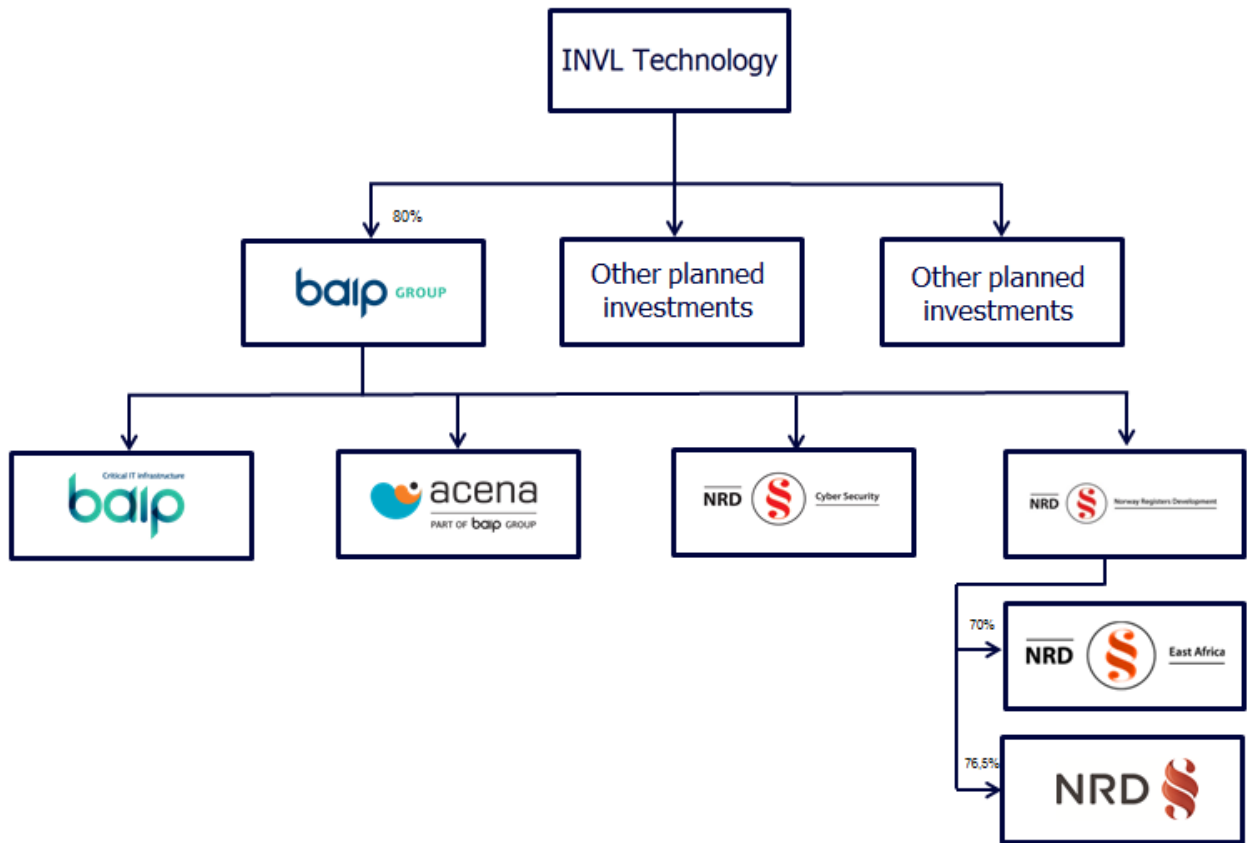 INVL Technology
80%
baip GROUP
Other planned
investments
Other planned
investments
Critical IT infrastructure
baip
acena
PART OF baip GROUP
NRD § Cyber Security
NRD § Norway Registers Development
70%
NRD § East Africa
76,5%
NRD §